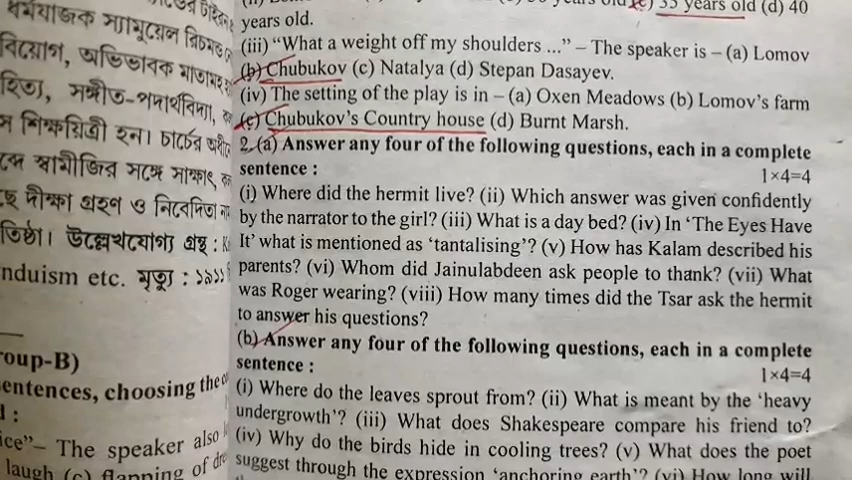 ধর্মযাজক স্যামুয়েল রিচমন্ড
বিয়োগ, অভিভাবক মাতামহ
হিত্য, সঙ্গীত-পদার্থবিদ্যা,
শিক্ষয়িত্রী হন। চার্চের
স্বামীজির সঙ্গে সাক্ষাৎ,
দীক্ষা গ্রহণ ও নিবেদিতা
তিষ্ঠা। উল্লেখযোগ্য গ্রন্থ :
nduism etc. মৃত্যু : ১৯১১
roup-B)
entences, choosing the
ice”– The speaker also
laugh (c) flapping of
35 years old (d) 40
years old.
(iii) “What a weight off my shoulders ...” – The speaker is – (a) Lomov
(b) Chubukov (c) Natalya (d) Stepan Dasayev.
(iv) The setting of the play is in – (a) Oxen Meadows (b) Lomov’s farm
(c) Chubukov’s Country house (d) Burnt Marsh.
2. (a) Answer any four of the following questions, each in a complete
sentence : 1×4=4
(i) Where did the hermit live? (ii) Which answer was given confidently
by the narrator to the girl? (iii) What is a day bed? (iv) In ‘The Eyes Have
It’ what is mentioned as ‘tantalising’? (v) How has Kalam described his
parents? (vi) Whom did Jainulabdeen ask people to thank? (vii) What
was Roger wearing? (viii) How many times did the Tsar ask the hermit
to answer his questions?
(b) Answer any four of the following questions, each in a complete
sentence : 1×4=4
(i) Where do the leaves sprout from? (ii) What is meant by the ‘heavy
undergrowth’? (iii) What does Shakespeare compare his friend to?
(iv) Why do the birds hide in cooling trees? (v) What does the poet
suggest through the expression ‘anchoring earth’? (vi) How long will